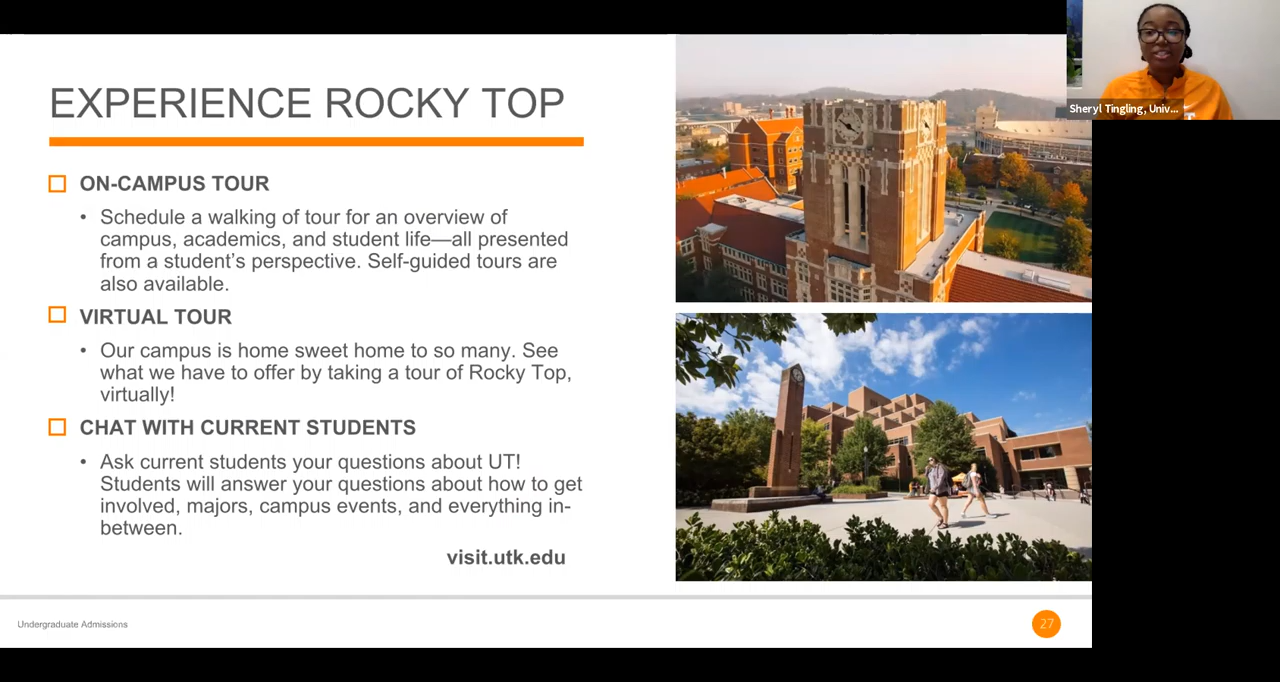 EXPERIENCE ROCKY TOP
ON-CAMPUS TOUR
• Schedule a walking of tour for an overview of
campus, academics, and student life—all presented
from a student's perspective. Self-guided tours are
also available.
VIRTUAL TOUR
• Our campus is home sweet home to so many. See
what we have to offer by taking a tour of Rocky Top,
virtually!
CHAT WITH CURRENT STUDENTS
• Ask current students your questions about UT!
Students will answer your questions about how to get
involved, majors, campus events, and everything in-
between.
visit.utk.edu
Undergraduate Admissions
27
Sheryl Tingling, Univ...
T